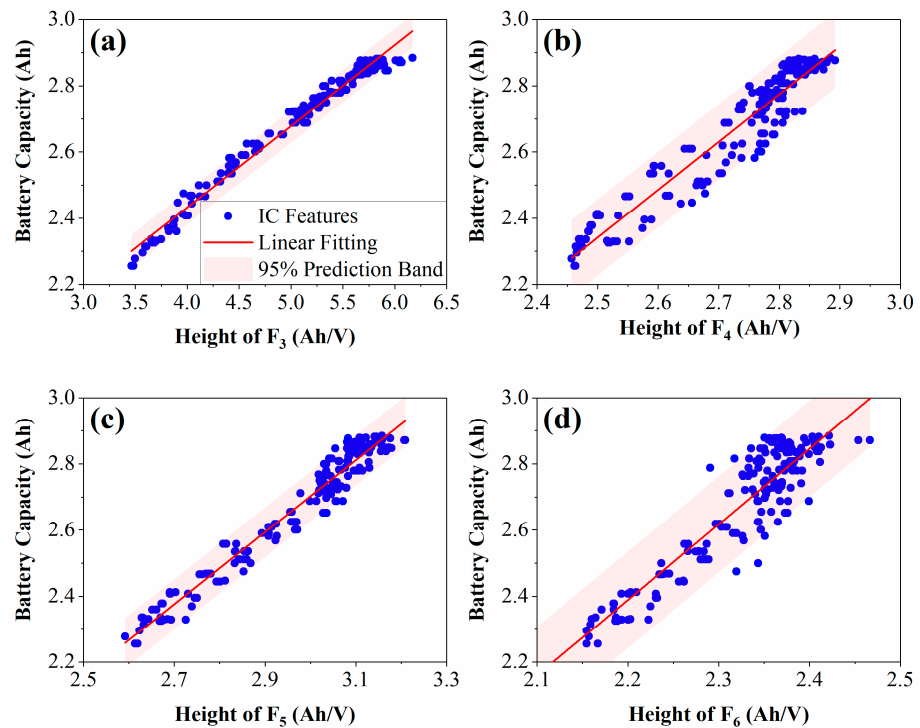 (a)
Battery Capacity (Ah)
3.0
2.8
2.6
2.4
2.2
IC Features
Linear Fitting
95% Prediction Band
3.0 3.5 4.0 4.5 5.0 5.5 6.0 6.5
Height of F3 (Ah/V)
(b)
Battery Capacity (Ah)
3.0
2.8
2.6
2.4
2.2
2.4 2.5 2.6 2.7 2.8 2.9 3.0
Height of F4 (Ah/V)
(c)
Battery Capacity (Ah)
3.0
2.8
2.6
2.4
2.2
2.5 2.7 2.9 3.1 3.3
Height of F5 (Ah/V)
(d)
Battery Capacity (Ah)
3.0
2.8
2.6
2.4
2.2
2.1 2.2 2.3 2.4 2.5
Height of F6 (Ah/V)